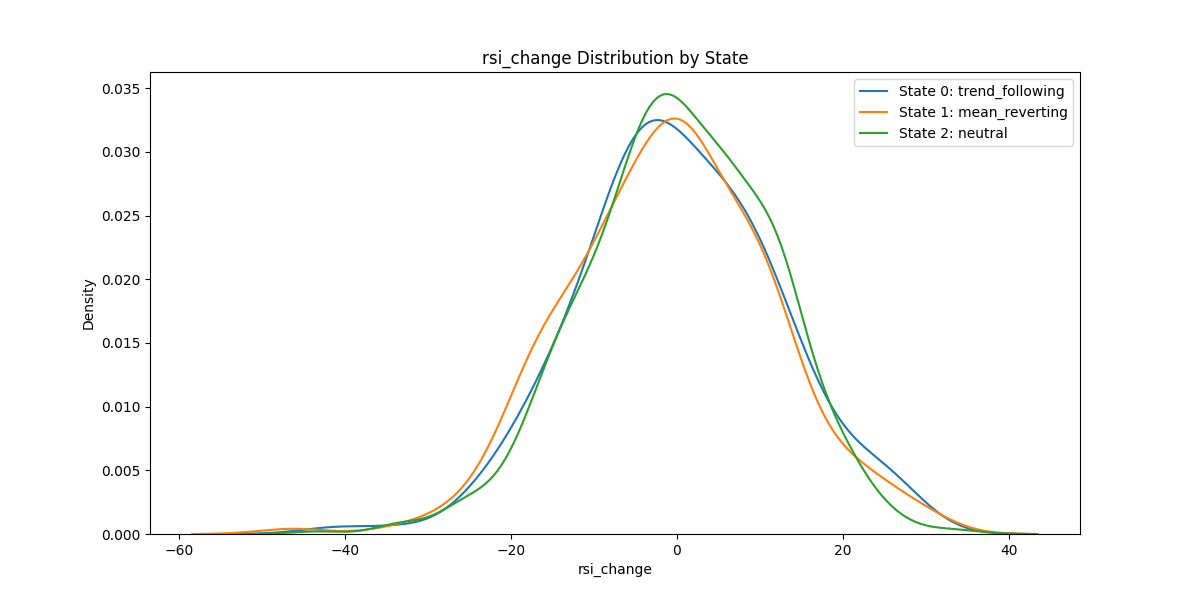 rsi_change Distribution by State
State 0: trend_following
State 1: mean_reverting
State 2: neutral
0.035
0.030
0.025
0.020
0.015
0.010
0.005
0.000
Density
−60
−40
−20
0
20
40
rsi_change